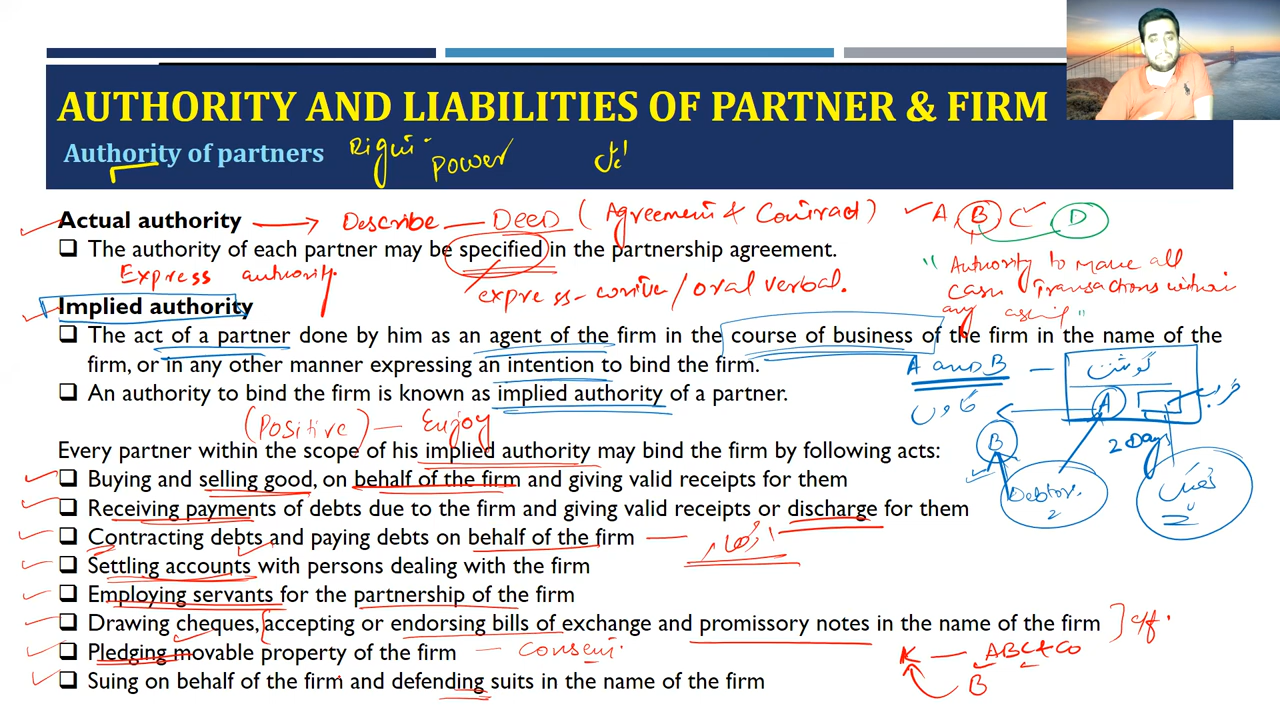 AUTHORITY AND LIABILITIES OF PARTNER & FIRM
Authority of partners
Power
Actual authority
Describe — DEED (Agreement & Contract)
A B C D
❑ The authority of each partner may be specified in the partnership agreement.
Express authority.
express - / oral verbal.
"Authority to make all
cash Transactions without
any
Implied authority
❑ The act of a partner done by him as an agent of the firm in the course of business of the firm in the name of the
firm, or in any other manner expressing an intention to bind the firm.
A and B — گوشت
❑ An authority to bind the firm is known as implied authority of a partner.
گاوں
A
خراب
(Positive) — Enjoy
B
2 Days
Every partner within the scope of his implied authority may bind the firm by following acts:
❑ Buying and selling good, on behalf of the firm and giving valid receipts for them
Debtors
❑ Receiving payments of debts due to the firm and giving valid receipts or discharge for them
❑ Contracting debts and paying debts on behalf of the firm — ادھار
❑ Settling accounts with persons dealing with the firm
❑ Employing servants for the partnership of the firm
❑ Drawing cheques, accepting or endorsing bills of exchange and promissory notes in the name of the firm
❑ Pledging movable property of the firm — Consent.
K — ABC & Co
❑ Suing on behalf of the firm and defending suits in the name of the firm
B